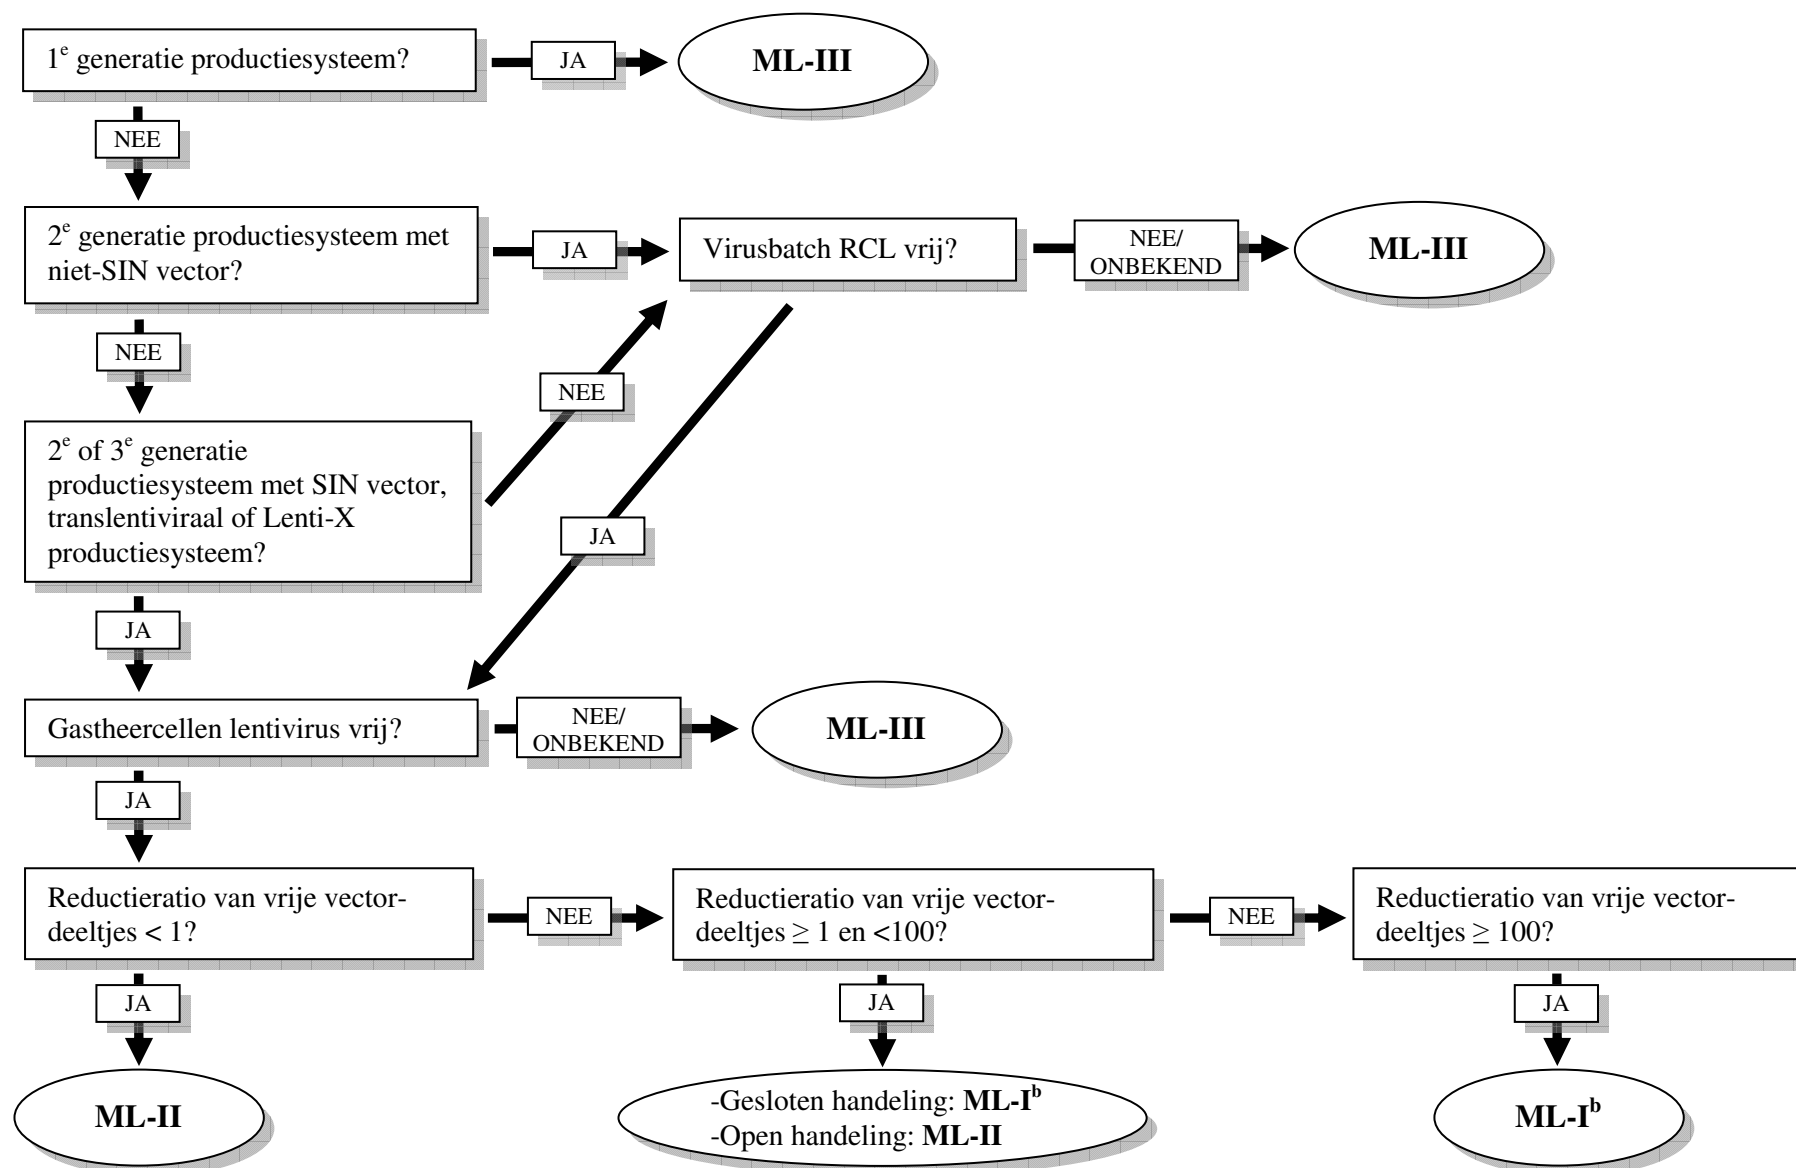 1e generatie productiesysteem?
JA
ML-III
NEE
2e generatie productiesysteem met
niet-SIN vector?
JA
Virusbatch RCL vrij?
NEE/
ONBEKEND
ML-III
NEE
NEE
2e of 3e generatie
productiesysteem met SIN vector,
translentiviraal of Lenti-X
productiesysteem?
JA
JA
Gastheercellen lentivirus vrij?
NEE/
ONBEKEND
ML-III
JA
Reductieratio van vrije vector-
deeltjes < 1?
NEE
Reductieratio van vrije vector-
deeltjes ≥ 1 en <100?
NEE
Reductieratio van vrije vector-
deeltjes ≥ 100?
JA
JA
JA
ML-II
-Gesloten handeling: ML-Ib
-Open handeling: ML-II
ML-Ib